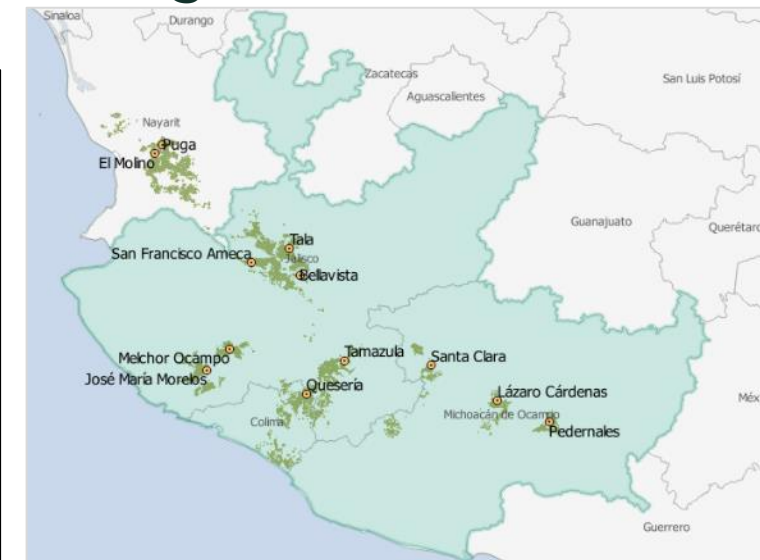 Sinaloa
Durango
Zacatecas
San Luis Potosí
Aguascalientes
Nayarit
Puga
El Molino
Guanajuato
Querétaro
Tala
San Francisco Ameca
Jalisco
Bellavista
Tamazula
Melchor Ocampo
Santa Clara
José María Morelos
Quesería
Lázaro Cárdenas
Colima
Michoacán de Ocampo
Pedernales
Guerrero